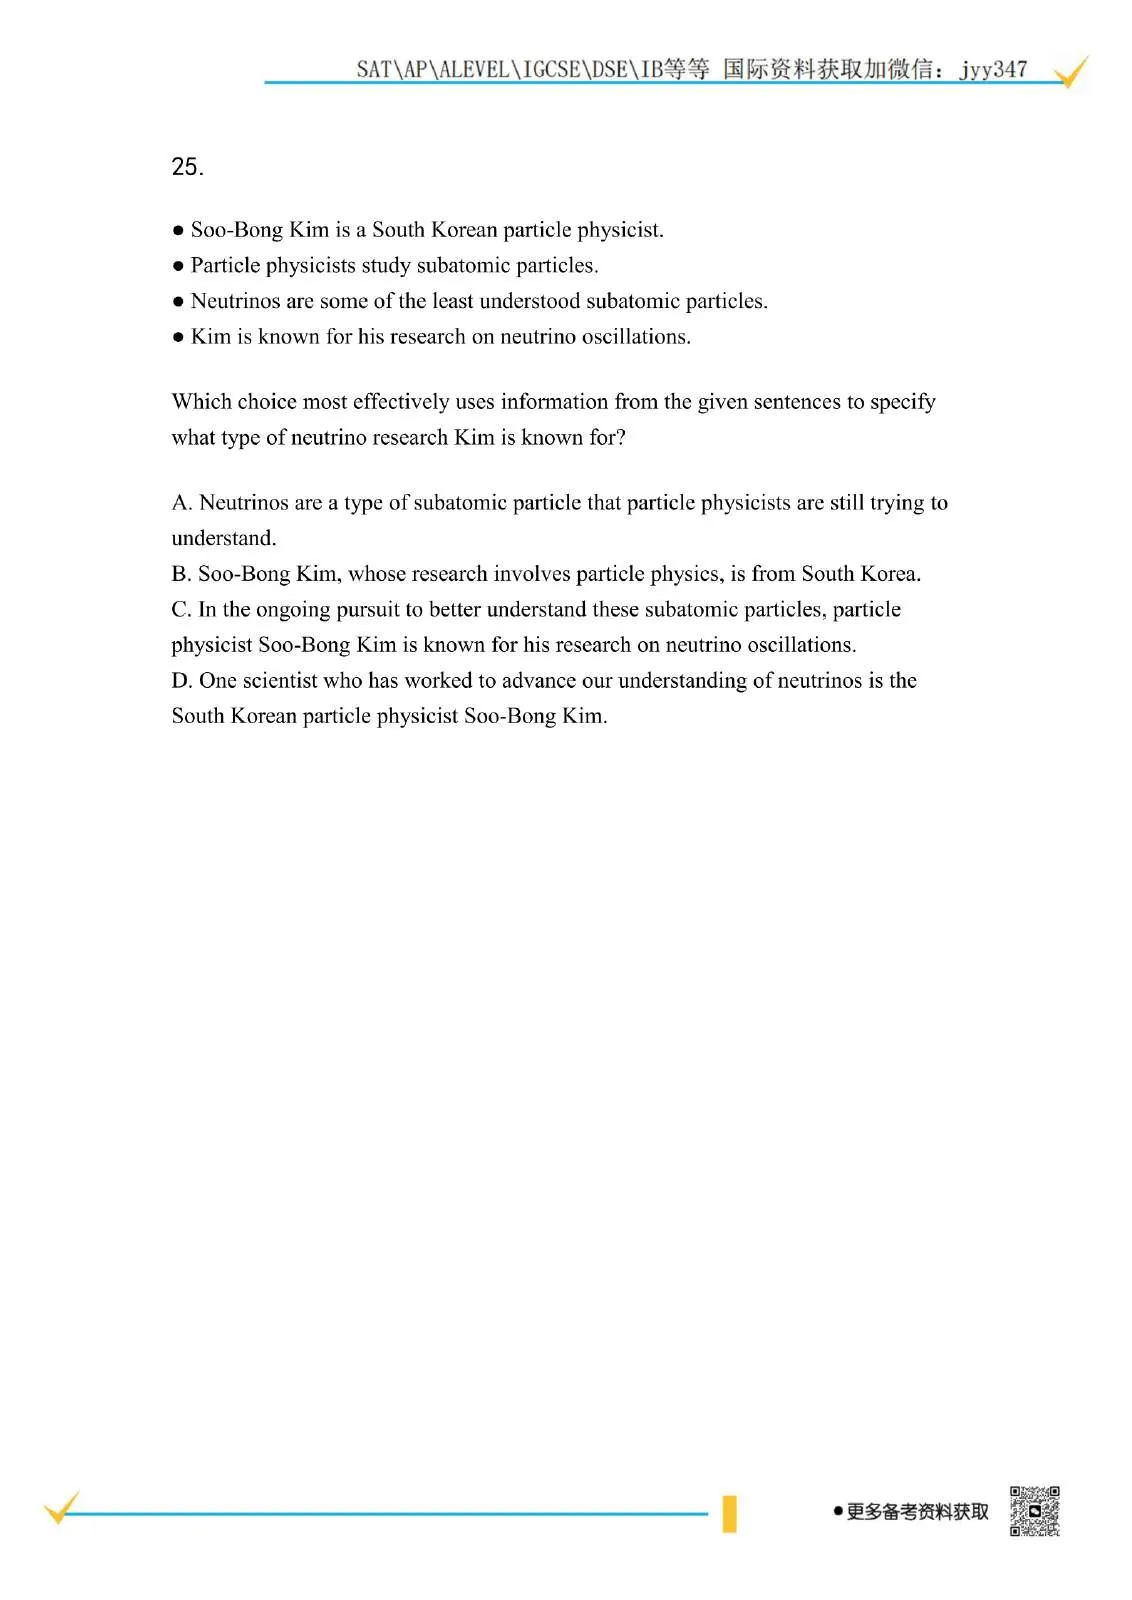 SAT\AP\ALEVEL\IGCSE\DSE\IB等等 国际资料获取加微信：jyy347
25.
● Soo-Bong Kim is a South Korean particle physicist.
● Particle physicists study subatomic particles.
● Neutrinos are some of the least understood subatomic particles.
● Kim is known for his research on neutrino oscillations.
Which choice most effectively uses information from the given sentences to specify
what type of neutrino research Kim is known for?
A. Neutrinos are a type of subatomic particle that particle physicists are still trying to
understand.
B. Soo-Bong Kim, whose research involves particle physics, is from South Korea.
C. In the ongoing pursuit to better understand these subatomic particles, particle
physicist Soo-Bong Kim is known for his research on neutrino oscillations.
D. One scientist who has worked to advance our understanding of neutrinos is the
South Korean particle physicist Soo-Bong Kim.
●更多备考资料获取